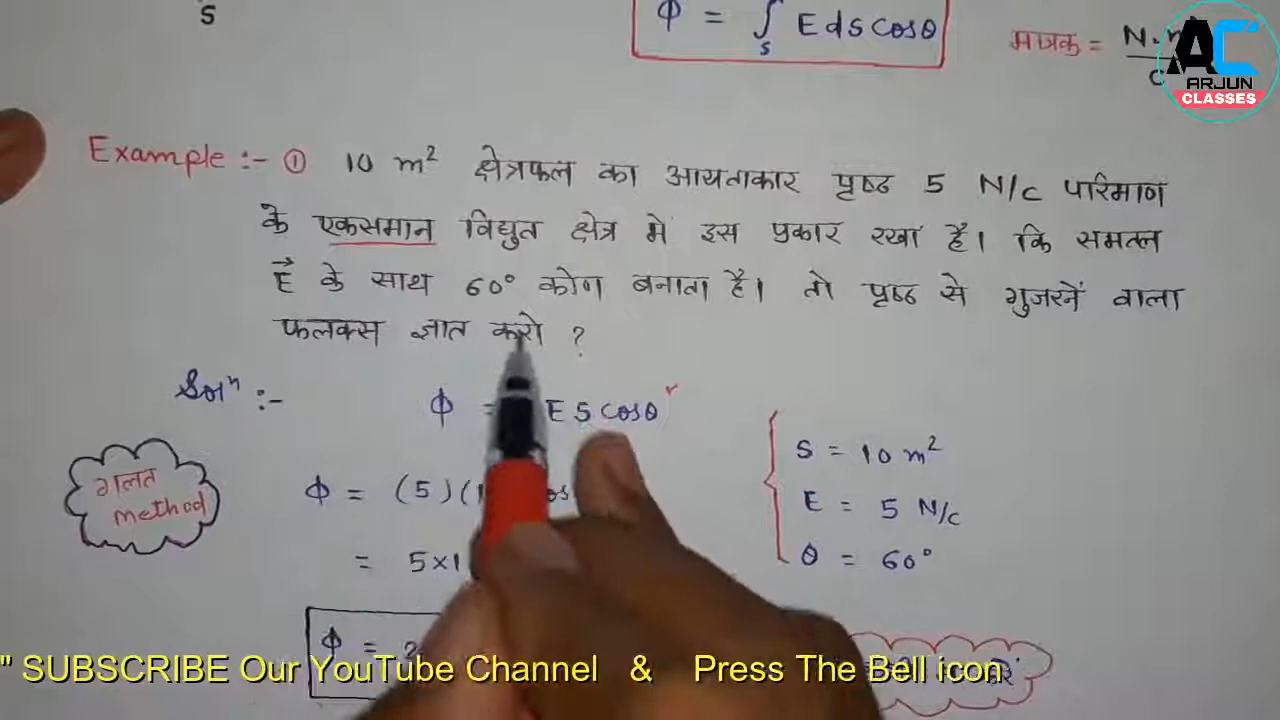 S
Φ = ∫ₛ E ds cosθ
मात्रक =
AC
ARJUN
CLASSES
Example :- ① 10 m² क्षेत्रफल का आयताकार पृष्ठ 5 N/C परिमाण
के एकसमान विद्युत क्षेत्र में इस प्रकार रखा है। कि समतल
E⃗ के साथ 60° कोण बनाता है। तो पृष्ठ से गुजरनें वाला
फलक्स ज्ञात करो ?
Solⁿ :-
Φ = E S cosθ
S = 10 m²
गलत
method
Φ = (5)(1
E = 5 N/C
= 5×1
θ = 60°
Φ = 2
" SUBSCRIBE Our YouTube Channel & Press The Bell icon